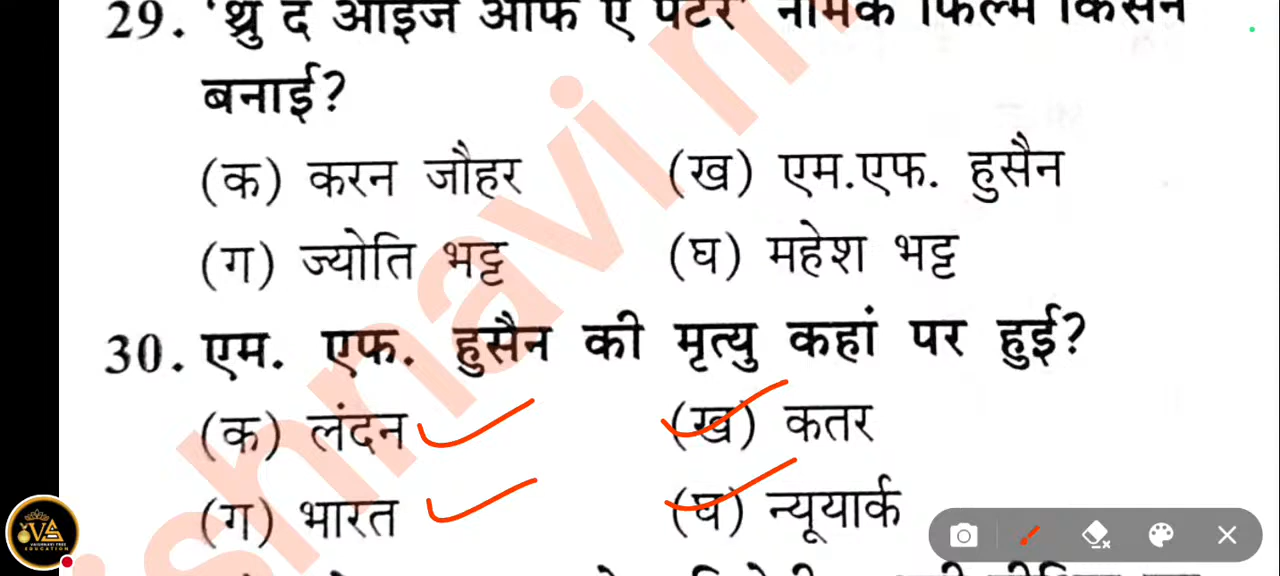 29. 'थ्रु द आइज ऑफ ए पेंटर' नामक फिल्म किसने
बनाई?
(क) करन जौहर (ख) एम.एफ. हुसैन
(ग) ज्योति भट्ट (घ) महेश भट्ट
30. एम. एफ. हुसैन की मृत्यु कहां पर हुई?
(क) लंदन (ख) कतर
(ग) भारत (घ) न्यूयार्क